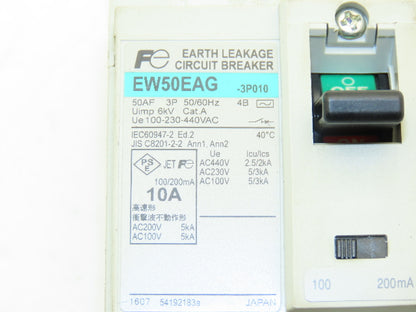 Fe EARTH LEAKAGE
CIRCUIT BREAKER
EW50EAG -3P010
50AF 3P 50/60Hz 4B
Uimp 6kV Cat.A
Ue 100-230-440VAC
IEC60947-2 Ed.2 40°C
JIS C8201-2-2 Ann1, Ann2
PS E JET Fe
100/200mA
10A
高速形
衝撃波不動作形
AC200V 5kA
AC100V 5kA
Ue Icu/Ics
AC440V 2.5/2kA
AC230V 5/3kA
AC100V 5/3kA
OFF
100 200mA
1607 54192183a JAPAN